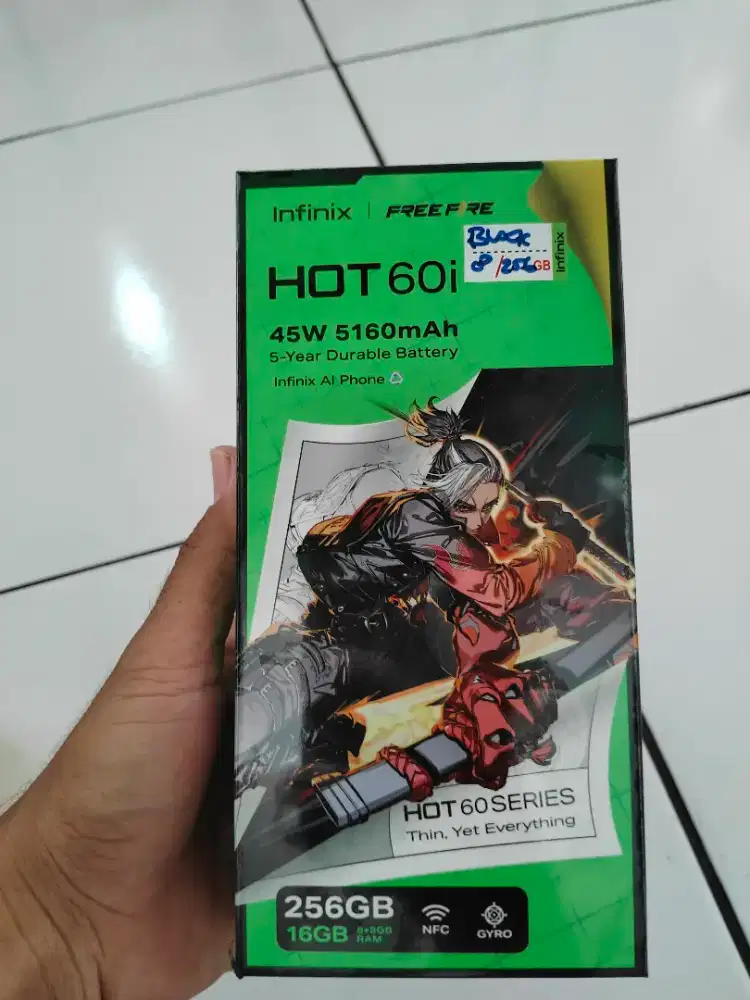 Infinix | FREE FIRE
BLACK
8/256GB
Infinix
HOT 60i
45W 5160mAh
5-Year Durable Battery
Infinix AI Phone
HOT 60 SERIES
Thin, Yet Everything
256GB
16GB 8+8GB RAM
NFC
GYRO